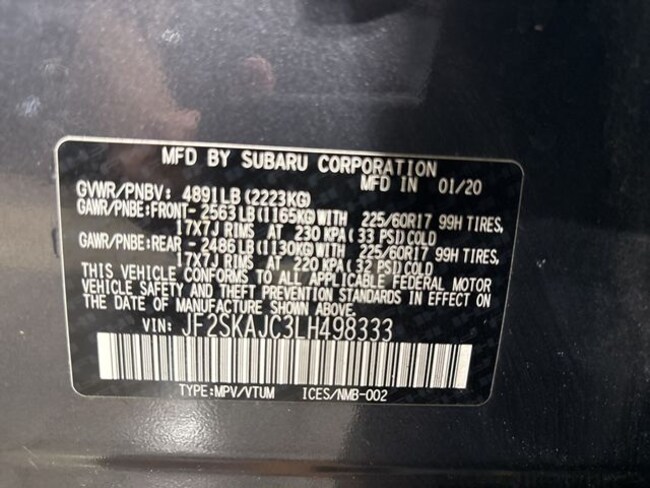 MFD BY SUBARU CORPORATION
MFD IN 01/20
GVWR/PNBV: 4891LB(2223KG)
GAWR/PNBE:FRONT-2563LB(1165KG)WITH 225/60R17 99H TIRES,
17X7J RIMS AT 230 KPA(33 PSI)COLD
GAWR/PNBE:REAR -2486LB(1130KG)WITH 225/60R17 99H TIRES,
17X7J RIMS AT 220 KPA(32 PSI)COLD
THIS VEHICLE CONFORMS TO ALL APPLICABLE FEDERAL MOTOR
VEHICLE SAFETY AND THEFT PREVENTION STANDARDS IN EFFECT ON
THE DATE OF MANUFACTURE SHOWN ABOVE.
VIN: JF2SKAJC3LH498333
TYPE:MPV/VTUM ICES/NMB-002